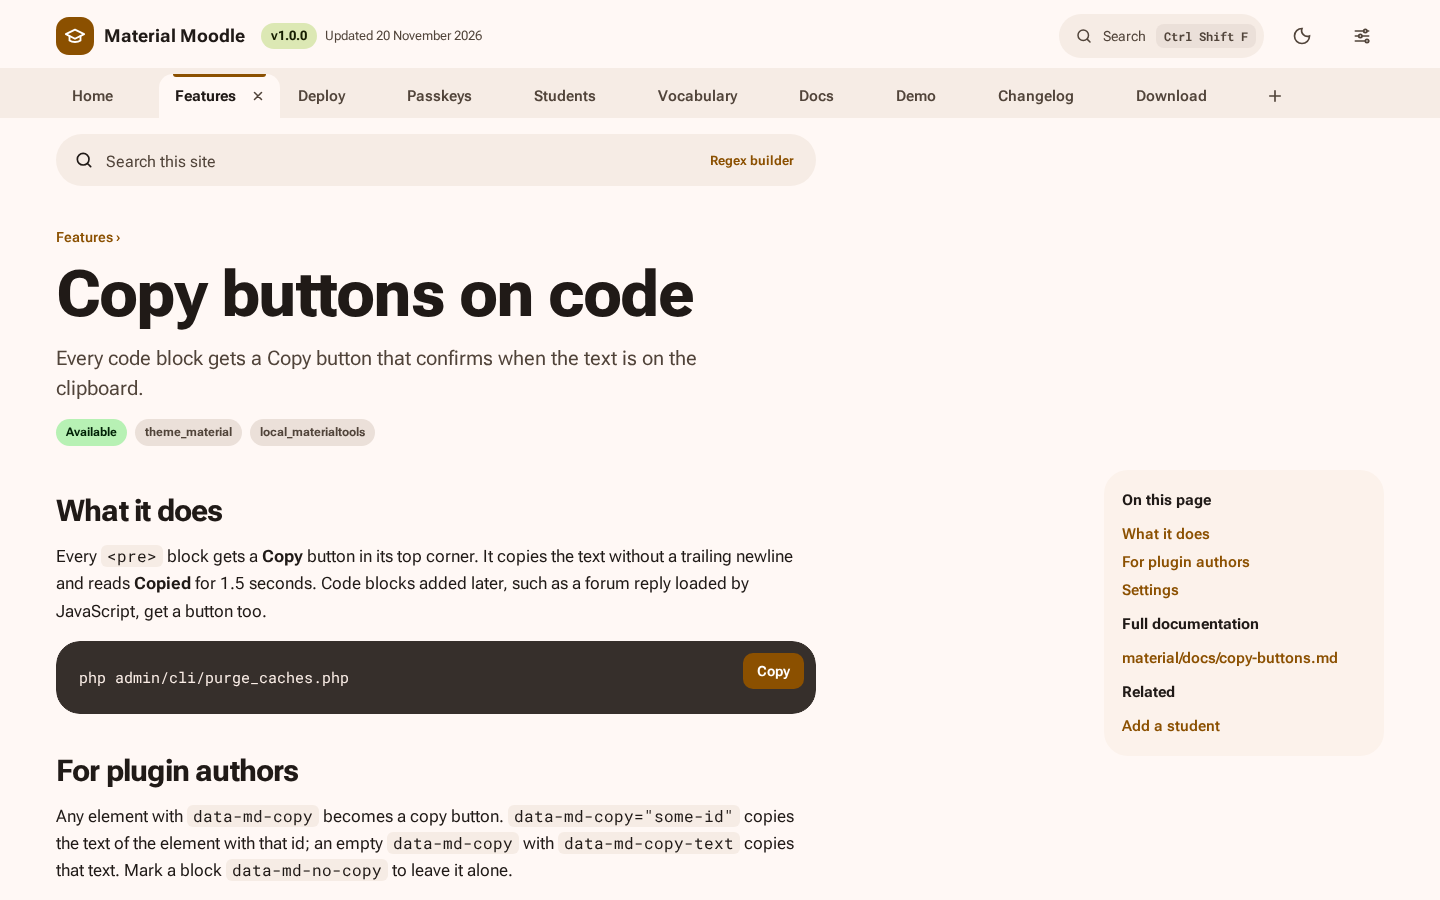 Material Moodle v1.0.0 Updated 20 November 2026 Search Ctrl Shift F
Home Features Deploy Passkeys Students Vocabulary Docs Demo Changelog Download
Search this site Regex builder
Features ›
Copy buttons on code
Every code block gets a Copy button that confirms when the text is on the
clipboard.
Available theme_material local_materialtools
What it does
Every <pre> block gets a Copy button in its top corner. It copies the text without a trailing newline
and reads Copied for 1.5 seconds. Code blocks added later, such as a forum reply loaded by
JavaScript, get a button too.
php admin/cli/purge_caches.php Copy
For plugin authors
Any element with data-md-copy becomes a copy button. data-md-copy="some-id" copies
the text of the element with that id; an empty data-md-copy with data-md-copy-text copies
that text. Mark a block data-md-no-copy to leave it alone.
On this page
What it does
For plugin authors
Settings
Full documentation
material/docs/copy-buttons.md
Related
Add a student